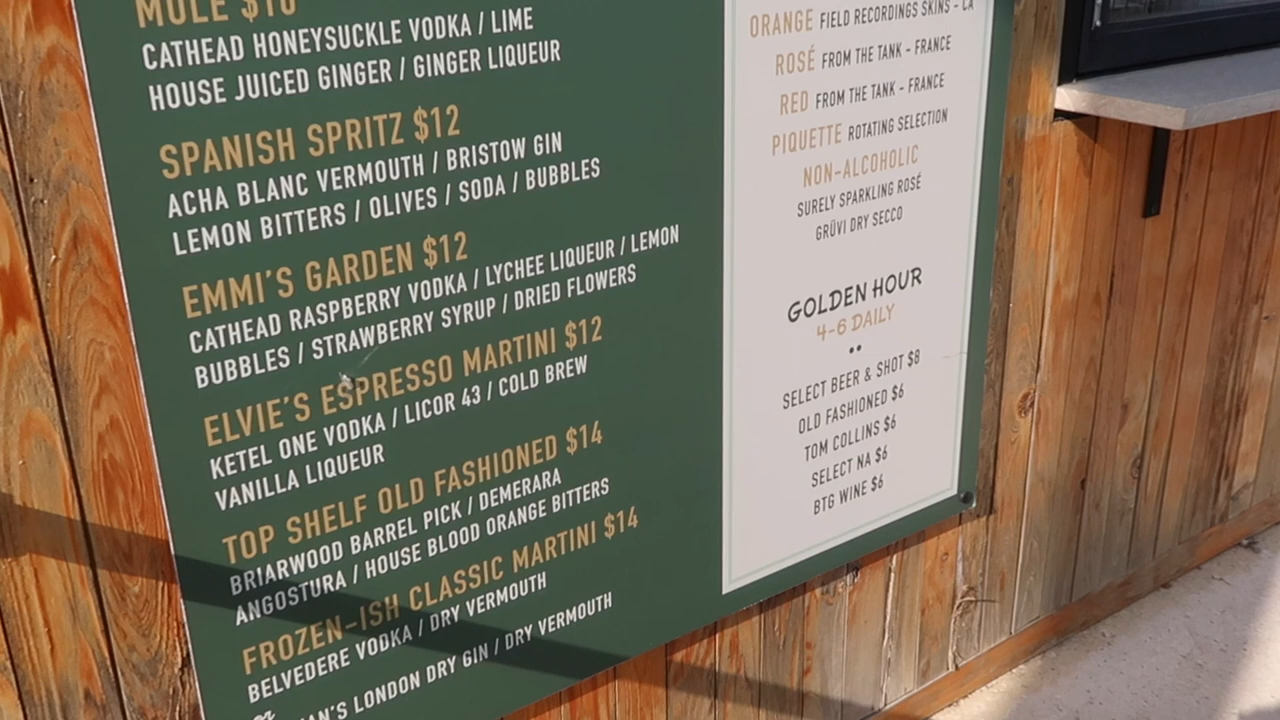 MULE $10
CATHEAD HONEYSUCKLE VODKA / LIME
HOUSE JUICED GINGER / GINGER LIQUEUR
SPANISH SPRITZ $12
ACHA BLANC VERMOUTH / BRISTOW GIN
LEMON BITTERS / OLIVES / SODA / BUBBLES
EMMI'S GARDEN $12
CATHEAD RASPBERRY VODKA / LYCHEE LIQUEUR / LEMON
BUBBLES / STRAWBERRY SYRUP / DRIED FLOWERS
ELVIE'S ESPRESSO MARTINI $12
KETEL ONE VODKA / LICOR 43 / COLD BREW
VANILLA LIQUEUR
TOP SHELF OLD FASHIONED $14
BRIARWOOD BARREL PICK / DEMERARA
ANGOSTURA / HOUSE BLOOD ORANGE BITTERS
FROZEN-ISH CLASSIC MARTINI $14
BELVEDERE VODKA / DRY VERMOUTH
or
LONDON DRY GIN / DRY VERMOUTH
ORANGE FIELD RECORDINGS SKINS - CA
ROSÉ FROM THE TANK - FRANCE
RED FROM THE TANK - FRANCE
PIQUETTE ROTATING SELECTION
NON-ALCOHOLIC
SURELY SPARKLING ROSÉ
GRÜVI DRY SECCO
GOLDEN HOUR
4-6 DAILY
SELECT BEER & SHOT $8
OLD FASHIONED $6
TOM COLLINS $6
SELECT NA $6
BTG WINE $6